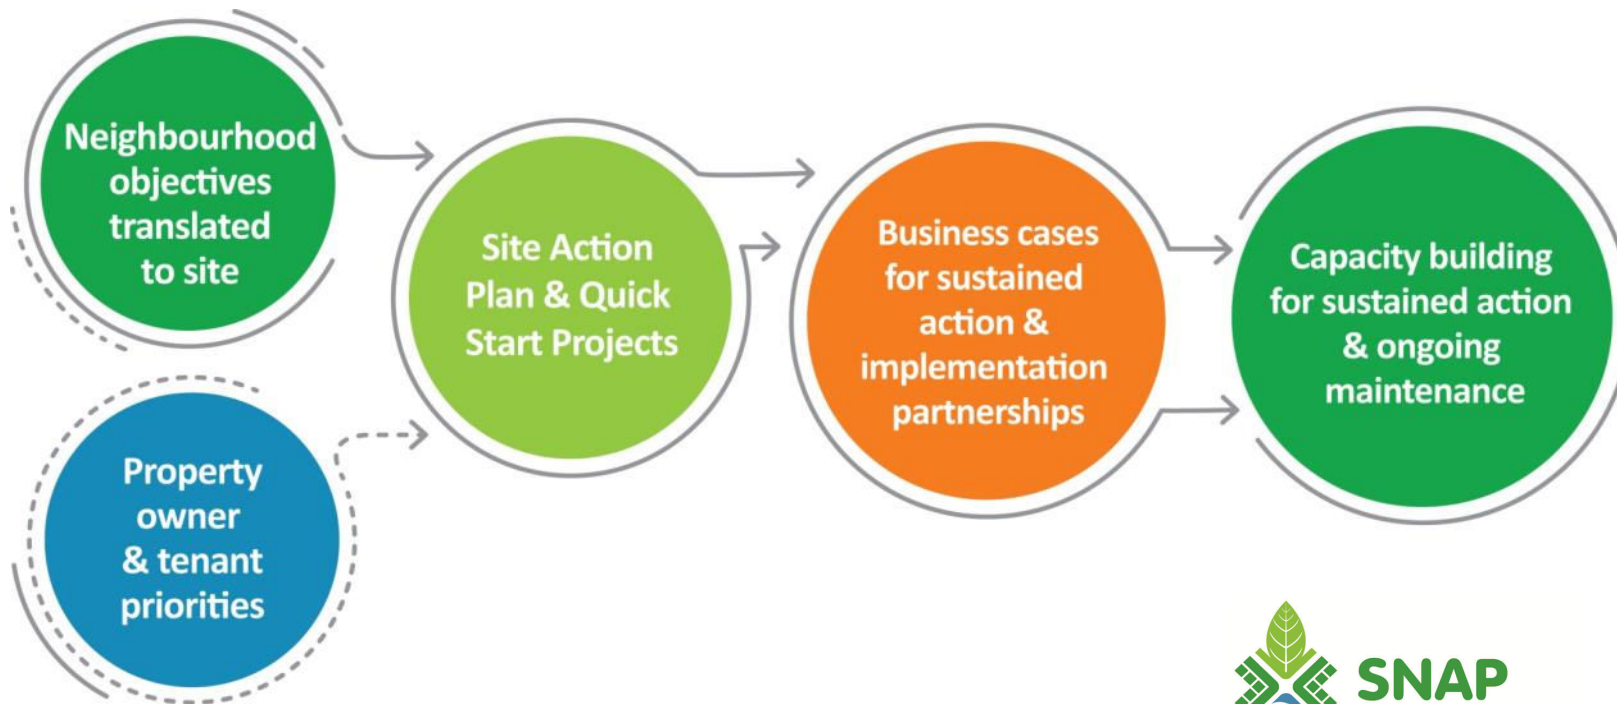 Neighbourhood
objectives
translated
to site
Property
owner
& tenant
priorities
Site Action
Plan & Quick
Start Projects
Business cases
for sustained
action &
implementation
partnerships
Capacity building
for sustained action
& ongoing
maintenance
SNAP